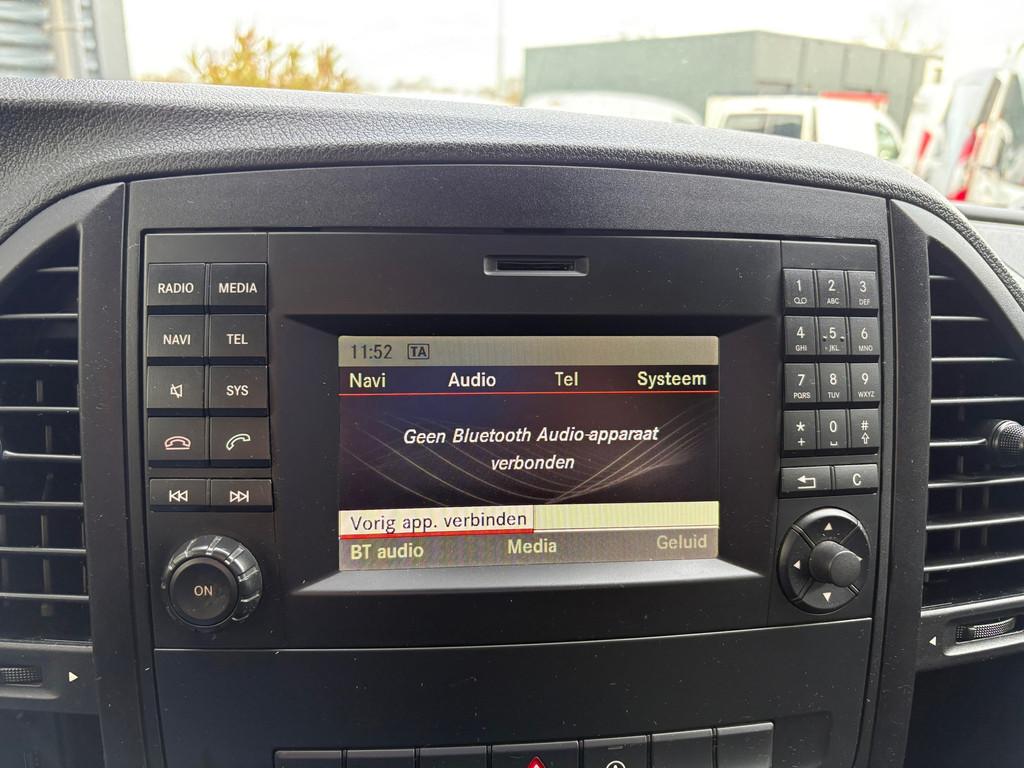 RADIO MEDIA
NAVI TEL
SYS
ON
11:52 TA
Navi Audio Tel Systeem
Geen Bluetooth Audio-apparaat
verbonden
Vorig app. verbinden
BT audio Media Geluid
1 2 3
ABC DEF
4 5 6
GHI JKL MNO
7 8 9
PQRS TUV WXYZ
* 0 #
+
C